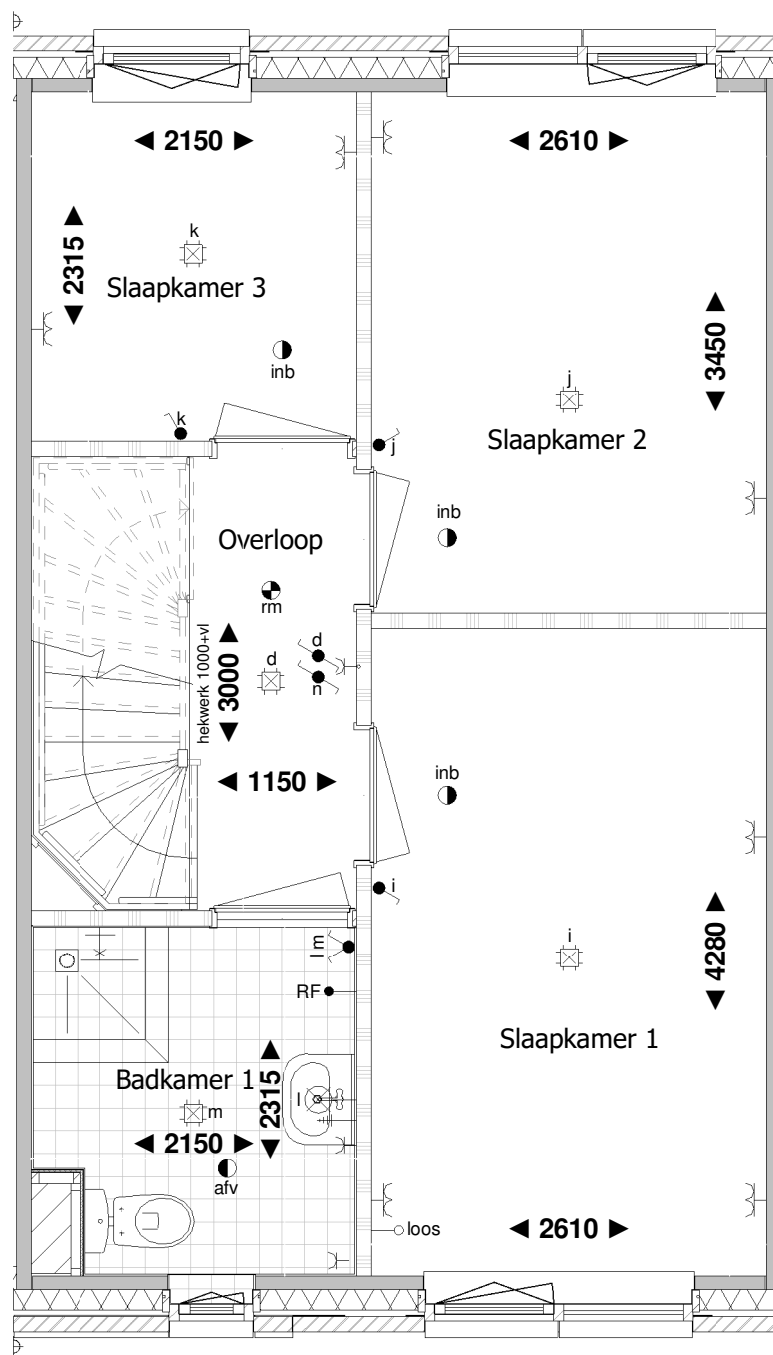 2150
2610
k
2315
Slaapkamer 3
3450
inb
j
k
j
Slaapkamer 2
inb
Overloop
rm
hekwerk 1000+vl
3000
d
d
n
1150
inb
i
l m
4280
i
RF
Slaapkamer 1
Badkamer 1
2315
l
m
2150
afv
loos
2610